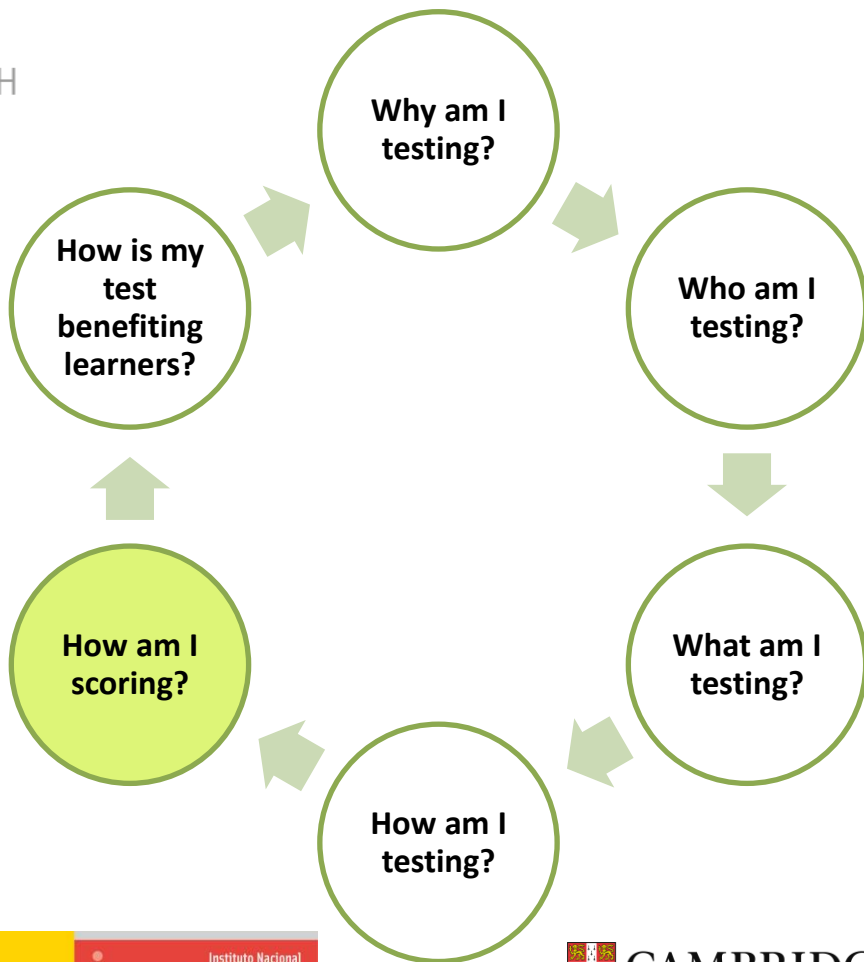 H
Why am I
testing?
Who am I
testing?
What am I
testing?
How am I
testing?
How am I
scoring?
How is my
test
benefiting
learners?
Instituto Nacional